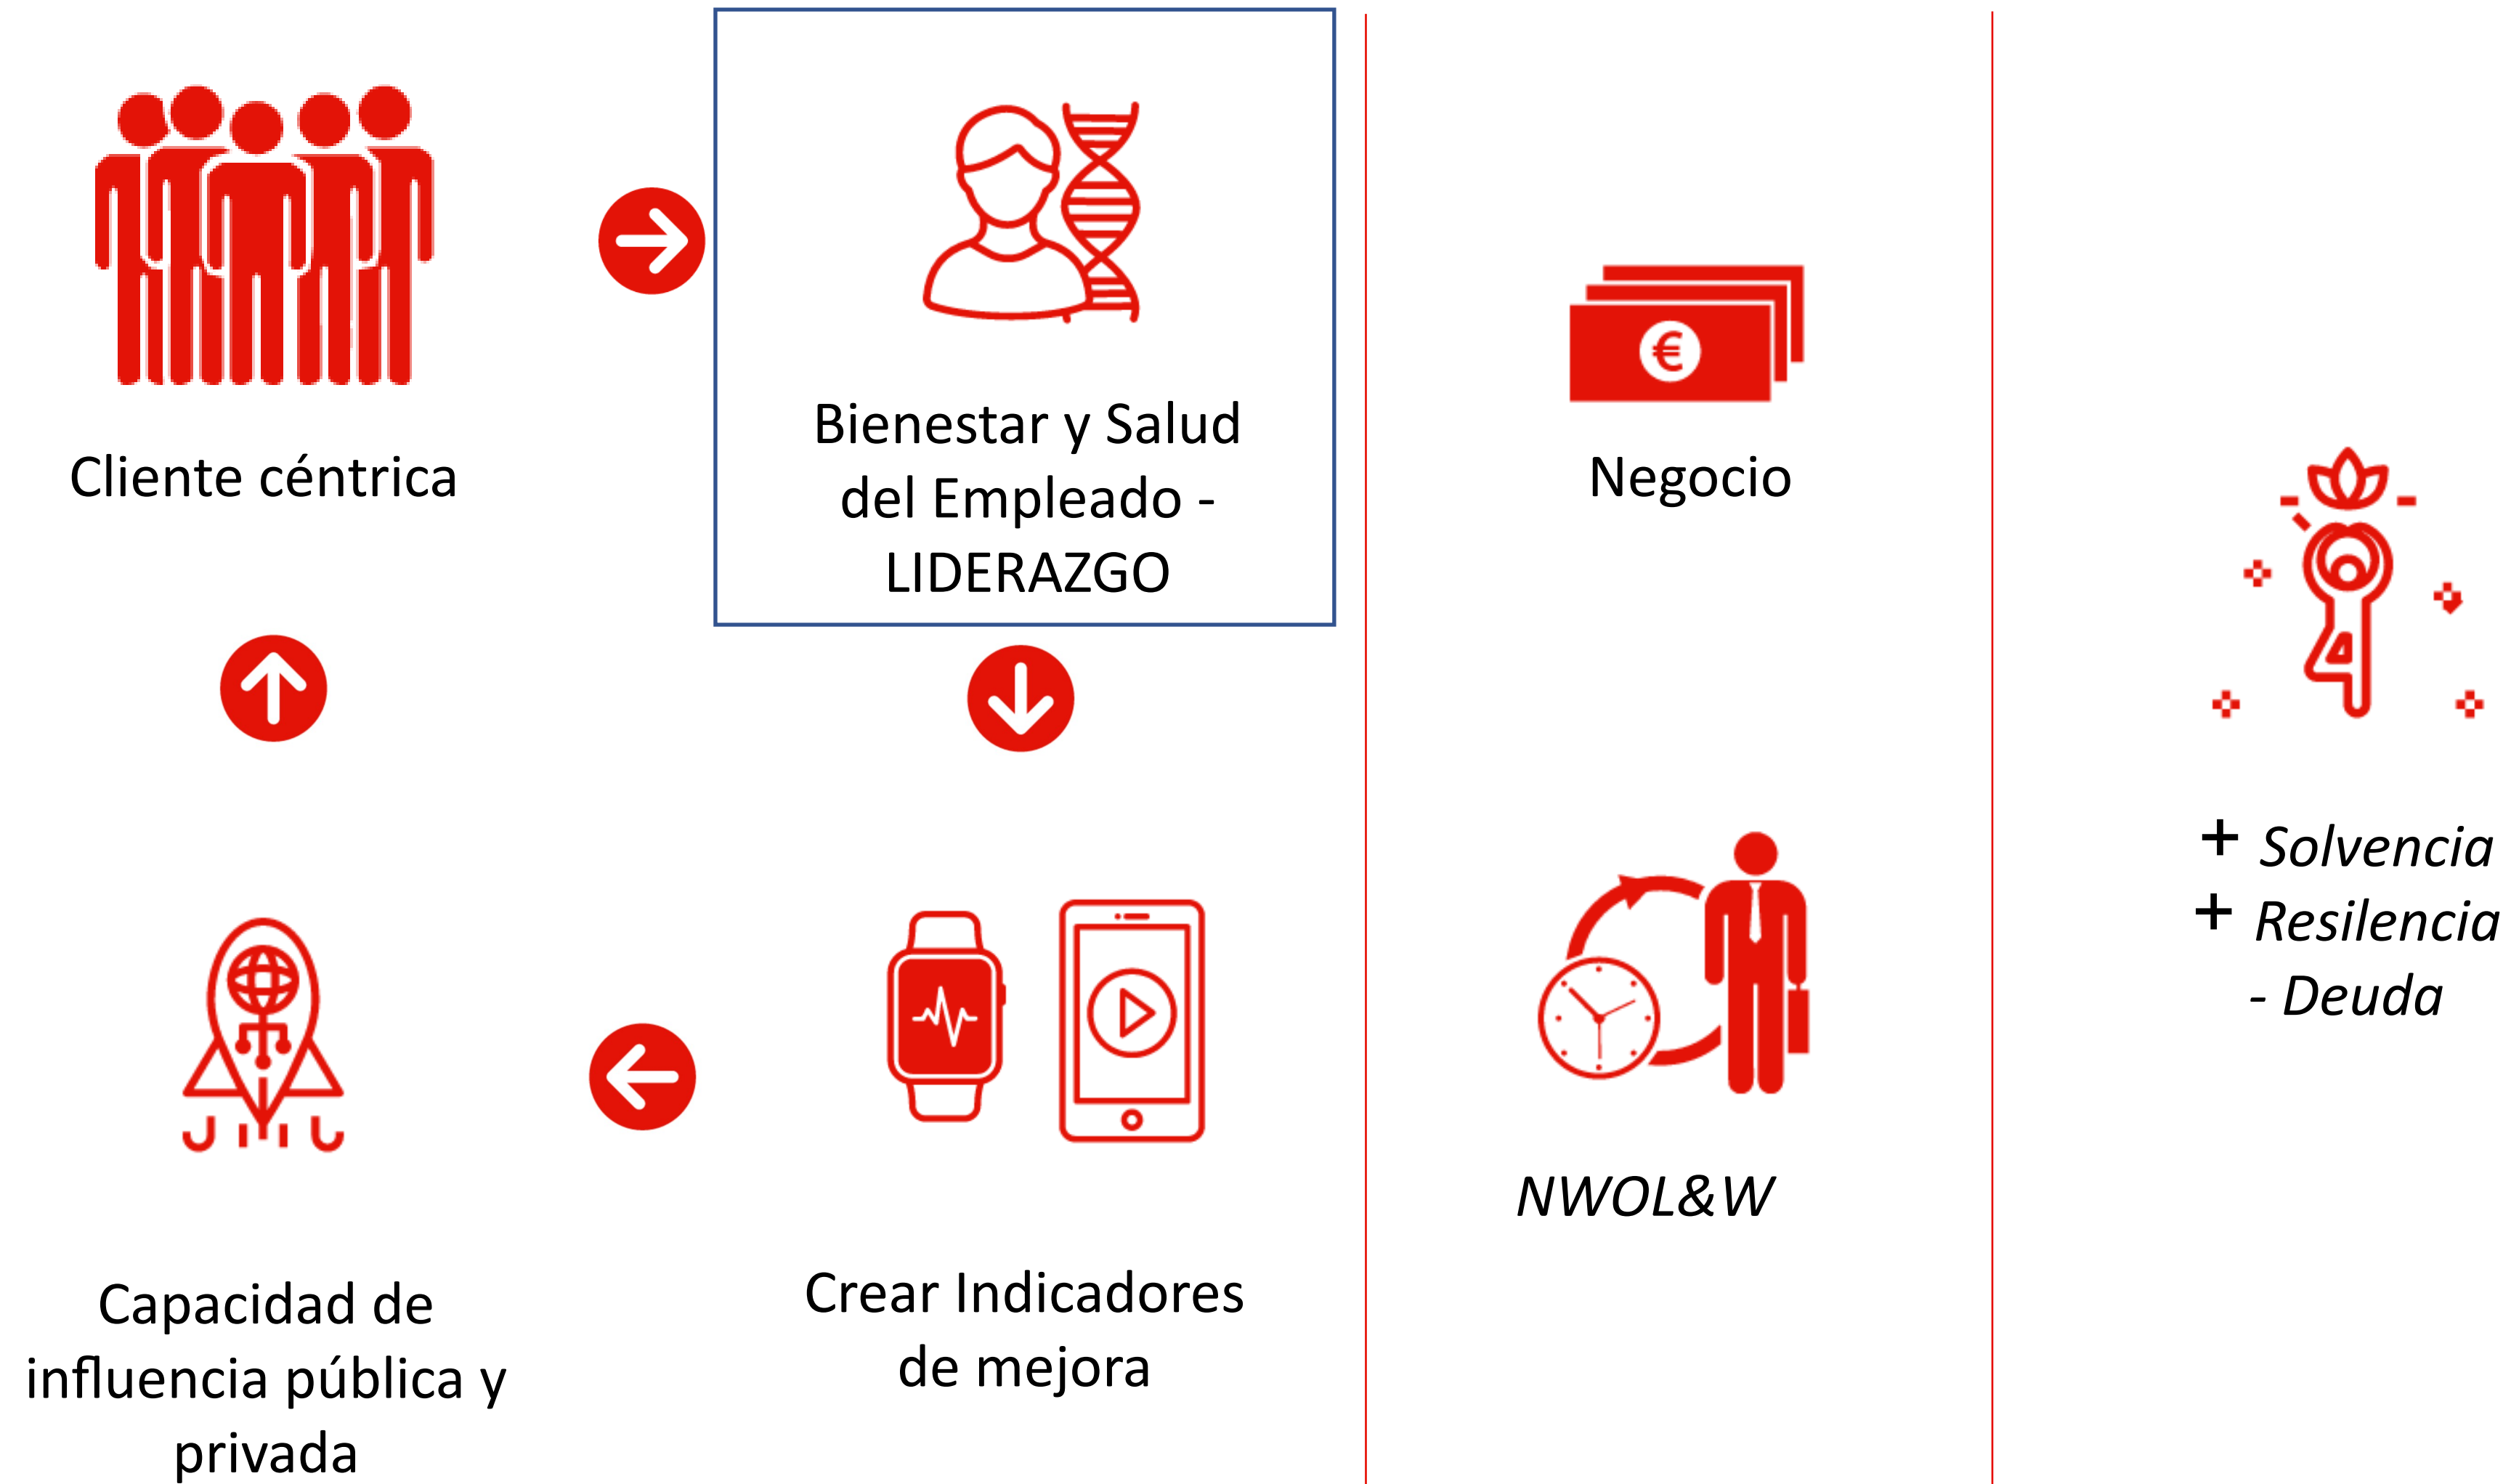 Cliente céntrica
Bienestar y Salud
del Empleado -
LIDERAZGO
Capacidad de
influencia pública y
privada
Crear Indicadores
de mejora
€
Negocio
NWOL&W
+ Solvencia
+ Resilencia
- Deuda